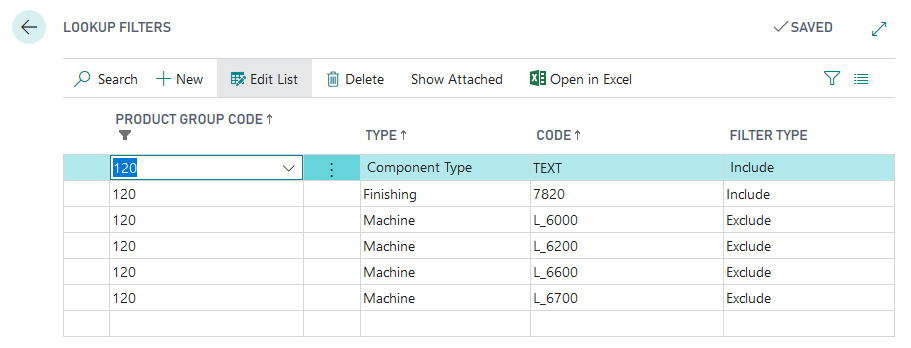 LOOKUP FILTERS SAVED
Search New Edit List Delete Show Attached Open in Excel
PRODUCT GROUP CODE↑ TYPE↑ CODE↑ FILTER TYPE
120 Component Type TEXT Include
120 Finishing 7820 Include
120 Machine L_6000 Exclude
120 Machine L_6200 Exclude
120 Machine L_6600 Exclude
120 Machine L_6700 Exclude